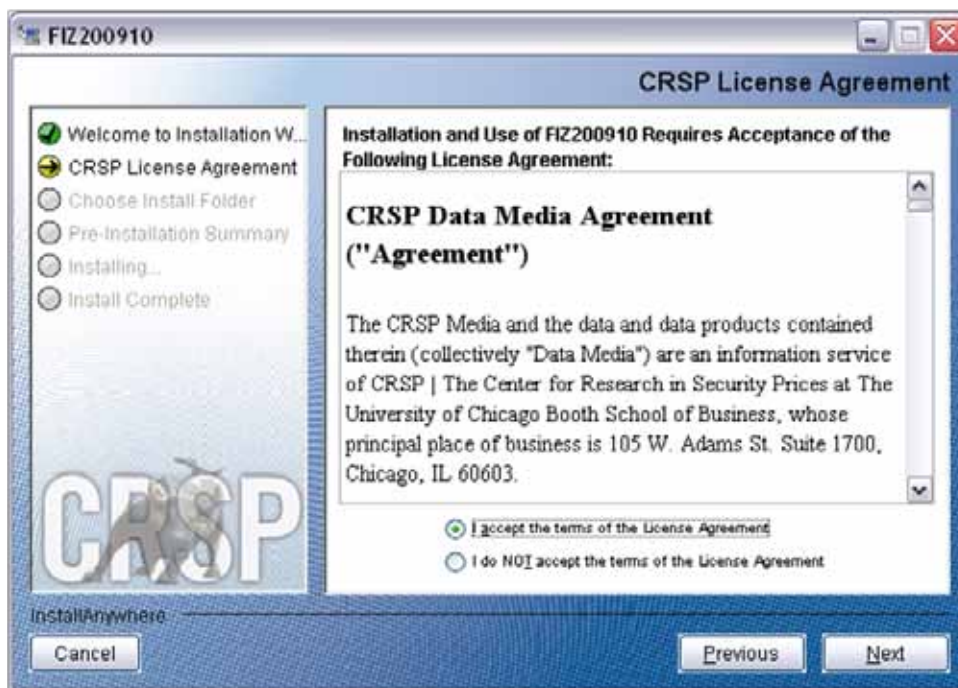 FIZ200910
CRSP License Agreement
Welcome to Installation W...
CRSP License Agreement
Choose Install Folder
Pre-Installation Summary
Installing...
Install Complete
CRSP
Installation and Use of FIZ200910 Requires Acceptance of the
Following License Agreement:
CRSP Data Media Agreement
("Agreement")
The CRSP Media and the data and data products contained
therein (collectively "Data Media") are an information service
of CRSP | The Center for Research in Security Prices at The
University of Chicago Booth School of Business, whose
principal place of business is 105 W. Adams St. Suite 1700,
Chicago, IL 60603.
I accept the terms of the License Agreement
I do NOT accept the terms of the License Agreement
InstallAnywhere
Cancel
Previous
Next